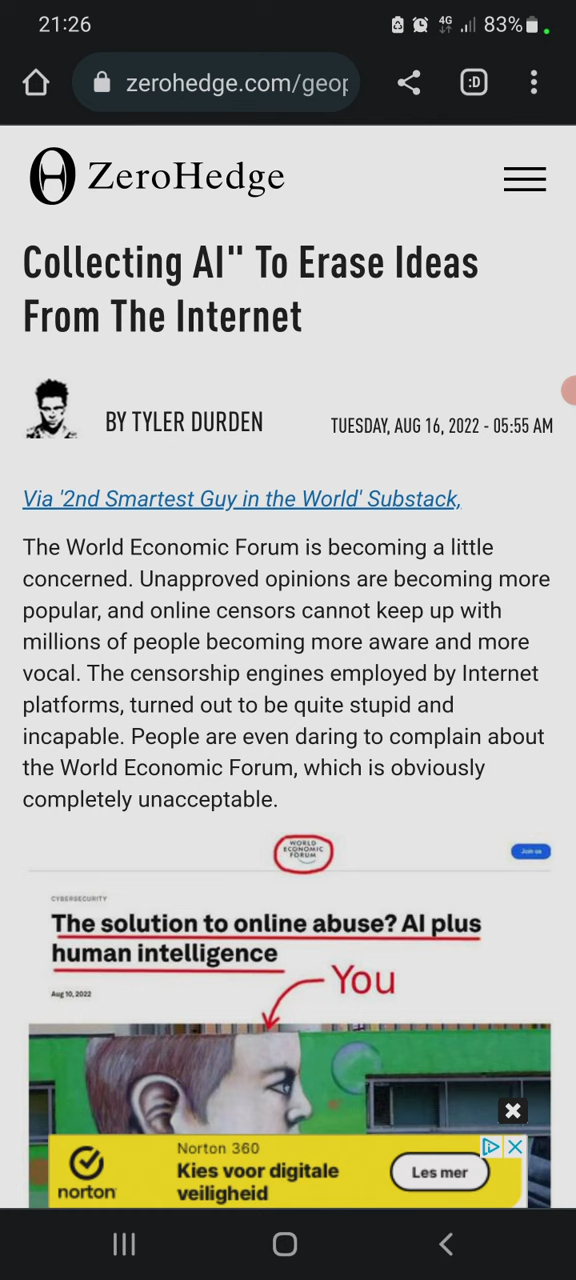 21:26
4G
83%
zerohedge.com/geop
:D
ZeroHedge
Collecting AI" To Erase Ideas
From The Internet
BY TYLER DURDEN
TUESDAY, AUG 16, 2022 - 05:55 AM
Via '2nd Smartest Guy in the World' Substack,
The World Economic Forum is becoming a little
concerned. Unapproved opinions are becoming more
popular, and online censors cannot keep up with
millions of people becoming more aware and more
vocal. The censorship engines employed by Internet
platforms, turned out to be quite stupid and
incapable. People are even daring to complain about
the World Economic Forum, which is obviously
completely unacceptable.
WORLD
ECONOMIC
FORUM
Join us
CYBERSECURITY
The solution to online abuse? AI plus
human intelligence
Aug 10, 2022
You
norton
Norton 360
Kies voor digitale
veiligheid
Les mer